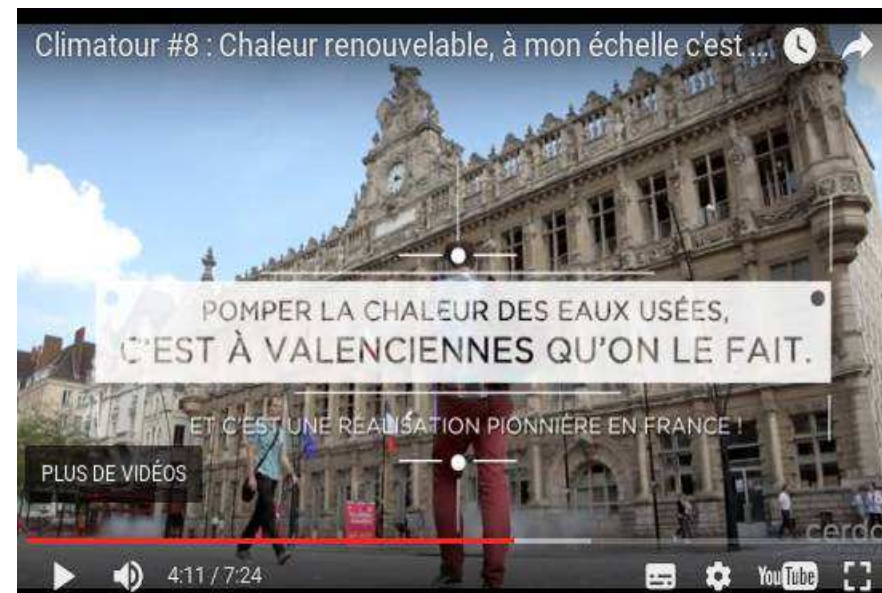 Climatour #8 : Chaleur renouvelable, à mon échelle c'est ...
POMPER LA CHALEUR DES EAUX USÉES,
C'EST À VALENCIENNES QU'ON LE FAIT.
ET C'EST UNE RÉALISATION PIONNIÈRE EN FRANCE !
PLUS DE VIDÉOS
cerdd
4:11 / 7:24
YouTube